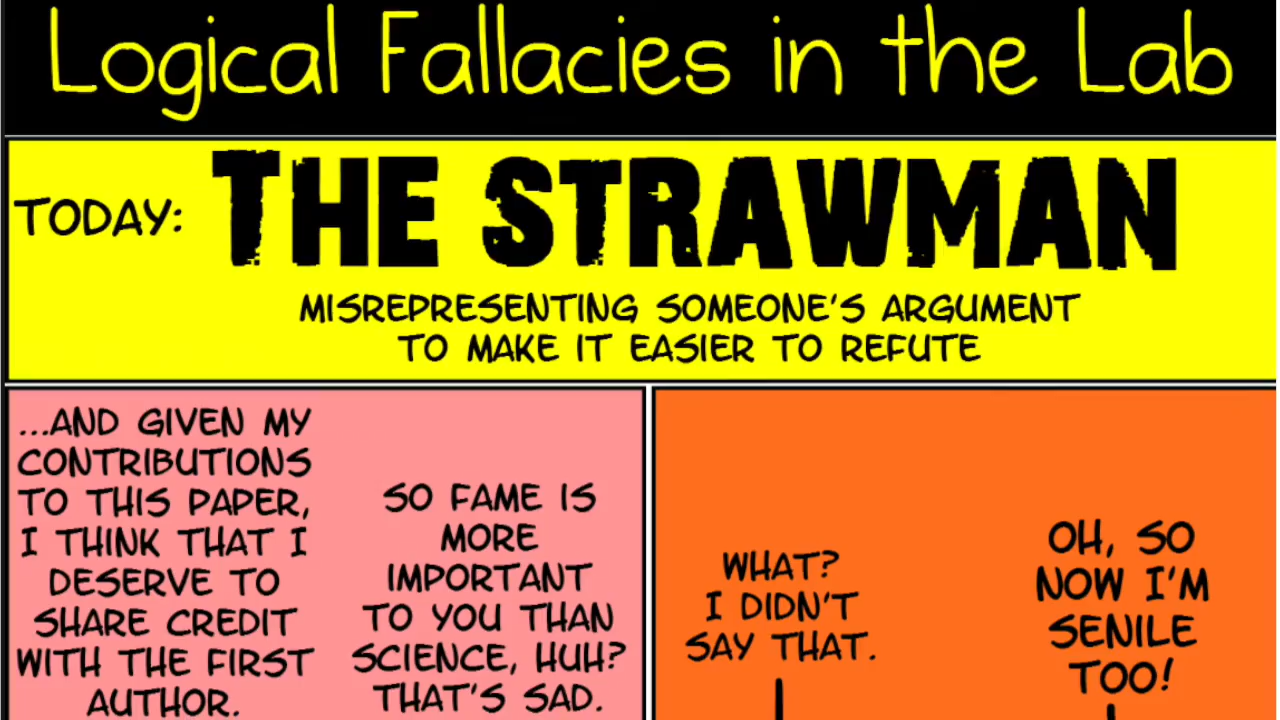 Logical Fallacies in the Lab
TODAY: THE STRAWMAN
MISREPRESENTING SOMEONE'S ARGUMENT
TO MAKE IT EASIER TO REFUTE
...AND GIVEN MY
CONTRIBUTIONS
TO THIS PAPER,
I THINK THAT I
DESERVE TO
SHARE CREDIT
WITH THE FIRST
AUTHOR.
SO FAME IS
MORE
IMPORTANT
TO YOU THAN
SCIENCE, HUH?
THAT'S SAD.
WHAT?
I DIDN'T
SAY THAT.
OH, SO
NOW I'M
SENILE
TOO!